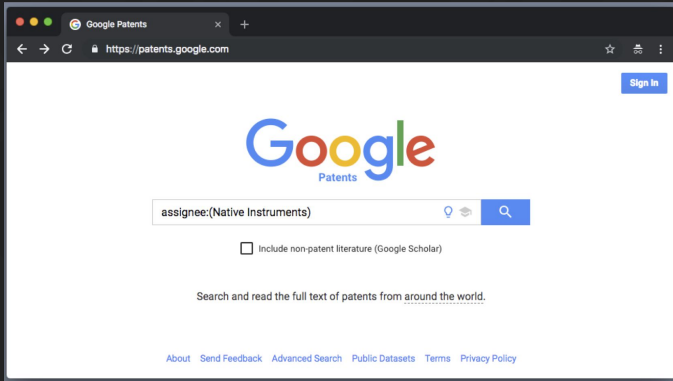 Google Patents
https://patents.google.com
Sign In
Google
Patents
assignee:(Native Instruments)
Include non-patent literature (Google Scholar)
Search and read the full text of patents from around the world.
About Send Feedback Advanced Search Public Datasets Terms Privacy Policy